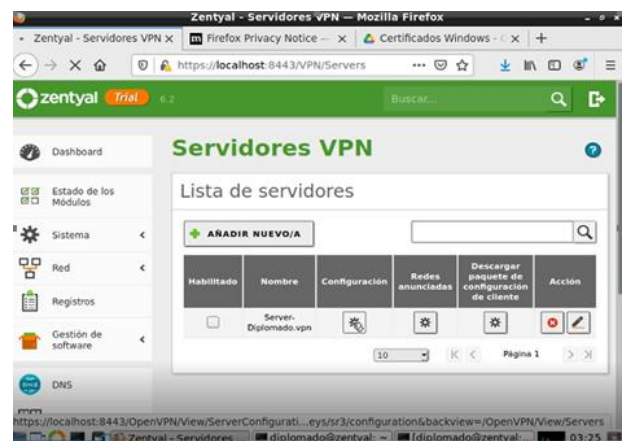 Zentyal - Servidores VPN — Mozilla Firefox
Zentyal - Servidores VPN
Firefox Privacy Notice —
Certificados Windows -
https://localhost:8443/VPN/Servers
zentyal Trial 6.2
Buscar...
Servidores VPN
Lista de servidores
AÑADIR NUEVO/A
Habilitado
Nombre
Configuración
Redes anunciadas
Descargar paquete de configuración de cliente
Acción
Server-
Diplomado.vpn
10
Página 1
Dashboard
Estado de los
Módulos
Sistema
Red
Registros
Gestión de
software
DNS
https://localhost:8443/OpenVPN/View/ServerConfigurati...eys/sr3/configuration&backview=/OpenVPN/View/Servers
Zentyal - Servidores
diplomado@zentyal: ~
[diplomado@zentyal:...
03:25